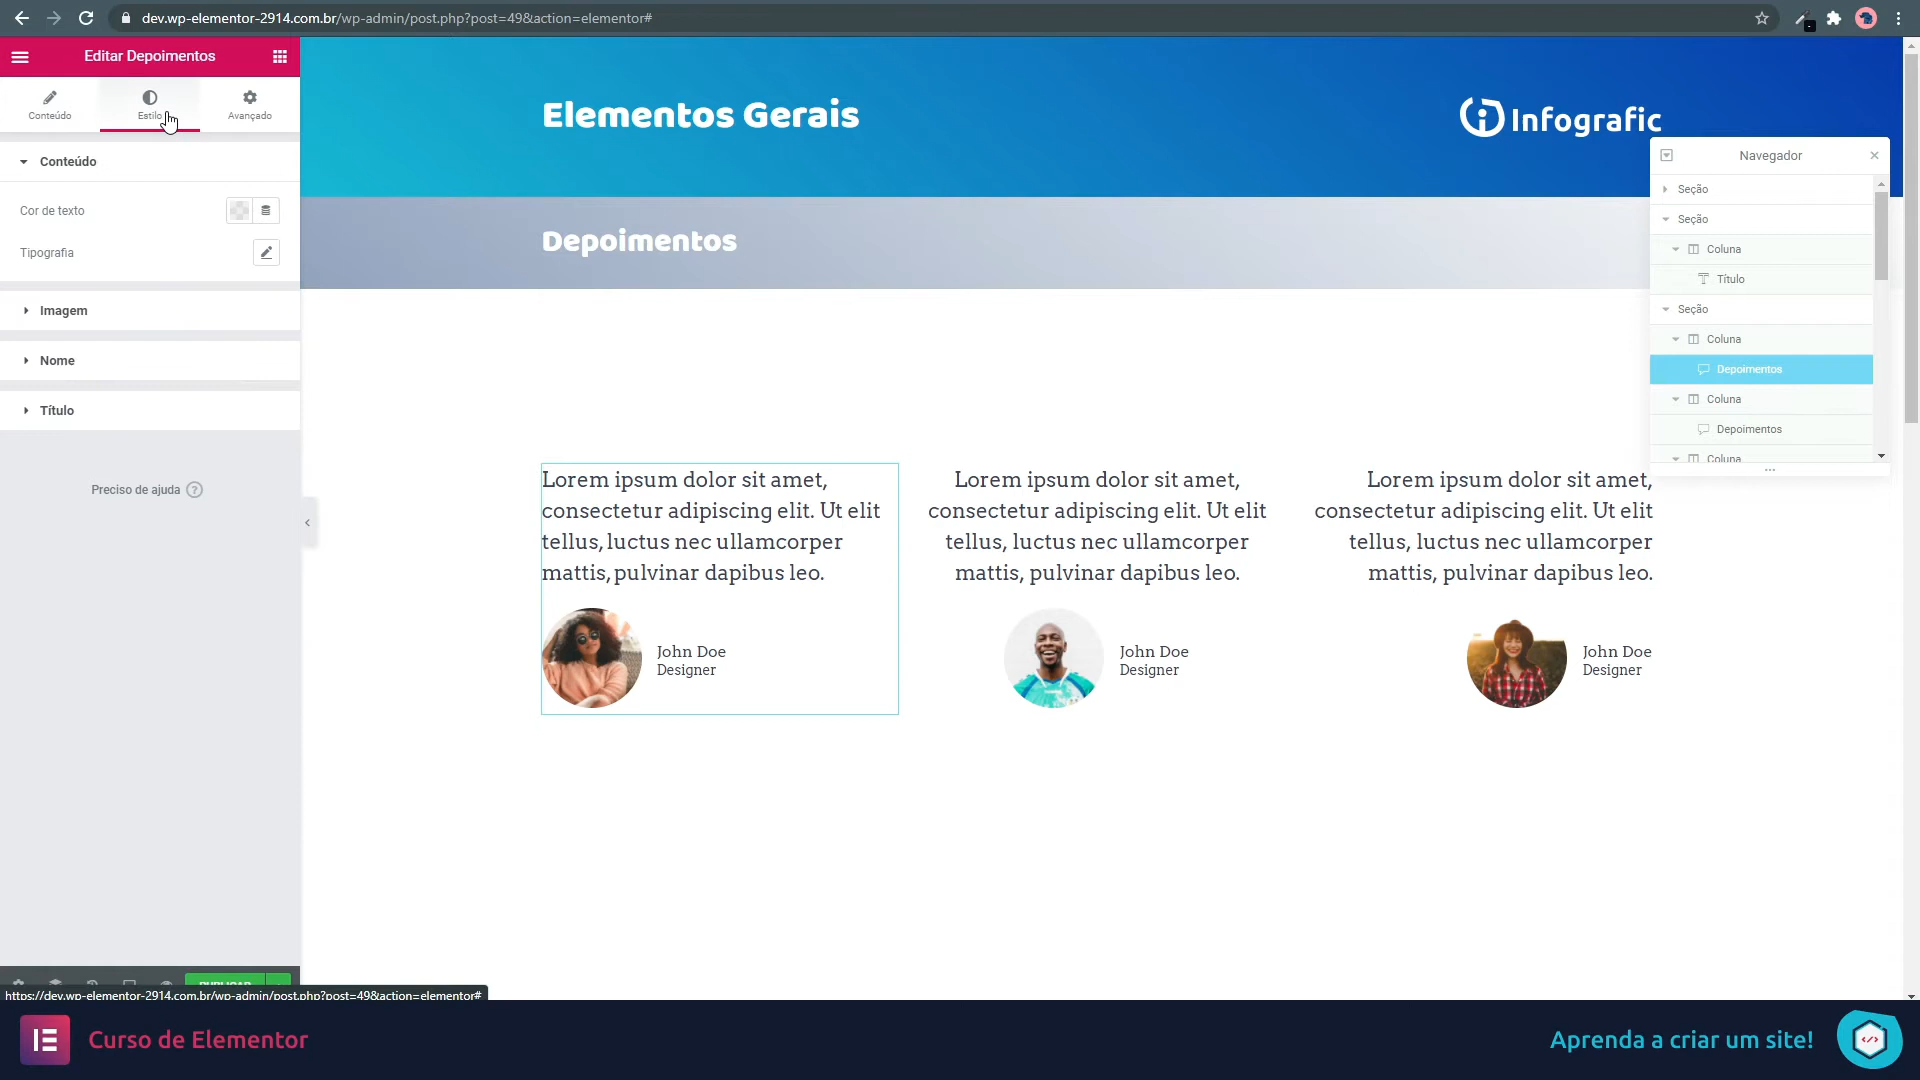 dev.wp-elementor-2914.com.br/wp-admin/post.php?post=49&action=elementor#
Editar Depoimentos
Conteúdo
Estilo
Avançado
Conteúdo
Cor de texto
Tipografia
Imagem
Nome
Título
Preciso de ajuda ?
PUBLICAR
https://dev.wp-elementor-2914.com.br/wp-admin/post.php?post=49&action=elementor#
Elementos Gerais
Infografic
Depoimentos
Navegador
Seção
Seção
Coluna
Título
Seção
Coluna
Depoimentos
Coluna
Depoimentos
Coluna
Lorem ipsum dolor sit amet,
consectetur adipiscing elit. Ut elit
tellus, luctus nec ullamcorper
mattis, pulvinar dapibus leo.
John Doe
Designer
Lorem ipsum dolor sit amet,
consectetur adipiscing elit. Ut elit
tellus, luctus nec ullamcorper
mattis, pulvinar dapibus leo.
John Doe
Designer
Lorem ipsum dolor sit amet,
consectetur adipiscing elit. Ut elit
tellus, luctus nec ullamcorper
mattis, pulvinar dapibus leo.
John Doe
Designer
Curso de Elementor
Aprenda a criar um site!